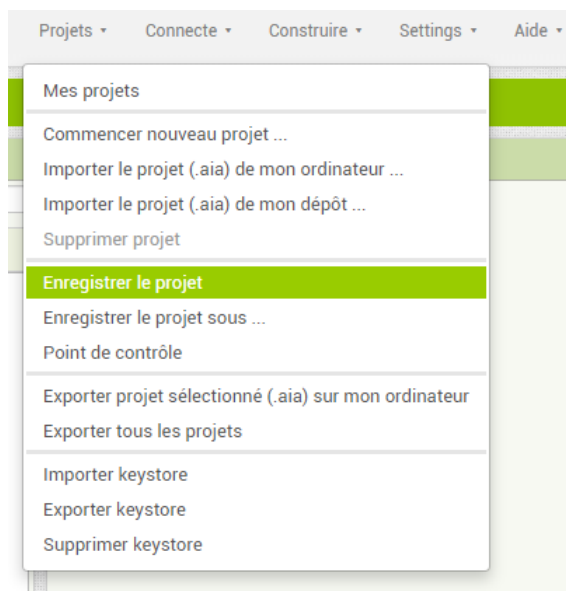 Projets Connecte Construire Settings Aide
Mes projets
Commencer nouveau projet ...
Importer le projet (.aia) de mon ordinateur ...
Importer le projet (.aia) de mon dépôt ...
Supprimer projet
Enregistrer le projet
Enregistrer le projet sous ...
Point de contrôle
Exporter projet sélectionné (.aia) sur mon ordinateur
Exporter tous les projets
Importer keystore
Exporter keystore
Supprimer keystore